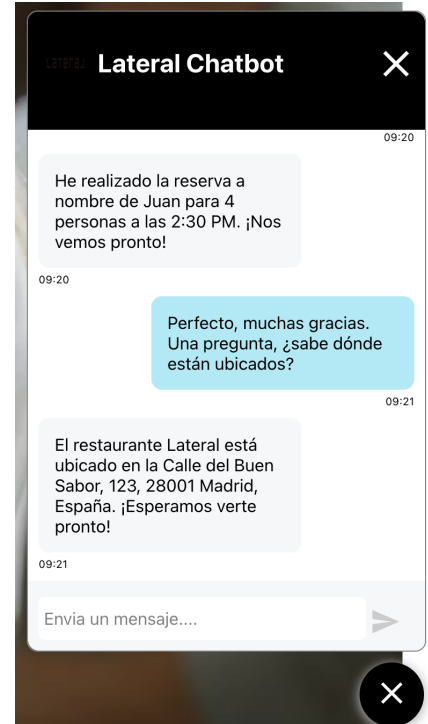 Lateral Lateral Chatbot
09:20
He realizado la reserva a
nombre de Juan para 4
personas a las 2:30 PM. ¡Nos
vemos pronto!
09:20
Perfecto, muchas gracias.
Una pregunta, ¿sabe dónde
están ubicados?
09:21
El restaurante Lateral está
ubicado en la Calle del Buen
Sabor, 123, 28001 Madrid,
España. ¡Esperamos verte
pronto!
09:21
Envia un mensaje....